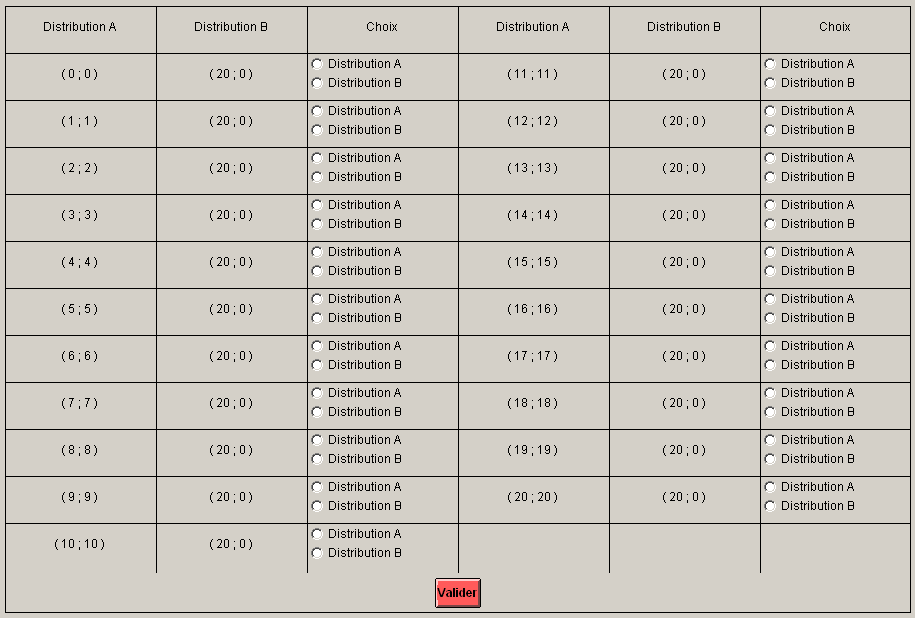 Distribution A Distribution B Choix Distribution A Distribution B Choix
( 0 ; 0 ) ( 20 ; 0 ) Distribution A ( 11 ; 11 ) ( 20 ; 0 ) Distribution A
Distribution B Distribution B
( 1 ; 1 ) ( 20 ; 0 ) Distribution A ( 12 ; 12 ) ( 20 ; 0 ) Distribution A
Distribution B Distribution B
( 2 ; 2 ) ( 20 ; 0 ) Distribution A ( 13 ; 13 ) ( 20 ; 0 ) Distribution A
Distribution B Distribution B
( 3 ; 3 ) ( 20 ; 0 ) Distribution A ( 14 ; 14 ) ( 20 ; 0 ) Distribution A
Distribution B Distribution B
( 4 ; 4 ) ( 20 ; 0 ) Distribution A ( 15 ; 15 ) ( 20 ; 0 ) Distribution A
Distribution B Distribution B
( 5 ; 5 ) ( 20 ; 0 ) Distribution A ( 16 ; 16 ) ( 20 ; 0 ) Distribution A
Distribution B Distribution B
( 6 ; 6 ) ( 20 ; 0 ) Distribution A ( 17 ; 17 ) ( 20 ; 0 ) Distribution A
Distribution B Distribution B
( 7 ; 7 ) ( 20 ; 0 ) Distribution A ( 18 ; 18 ) ( 20 ; 0 ) Distribution A
Distribution B Distribution B
( 8 ; 8 ) ( 20 ; 0 ) Distribution A ( 19 ; 19 ) ( 20 ; 0 ) Distribution A
Distribution B Distribution B
( 9 ; 9 ) ( 20 ; 0 ) Distribution A ( 20 ; 20 ) ( 20 ; 0 ) Distribution A
Distribution B Distribution B
( 10 ; 10 ) ( 20 ; 0 ) Distribution A
Distribution B
Valider